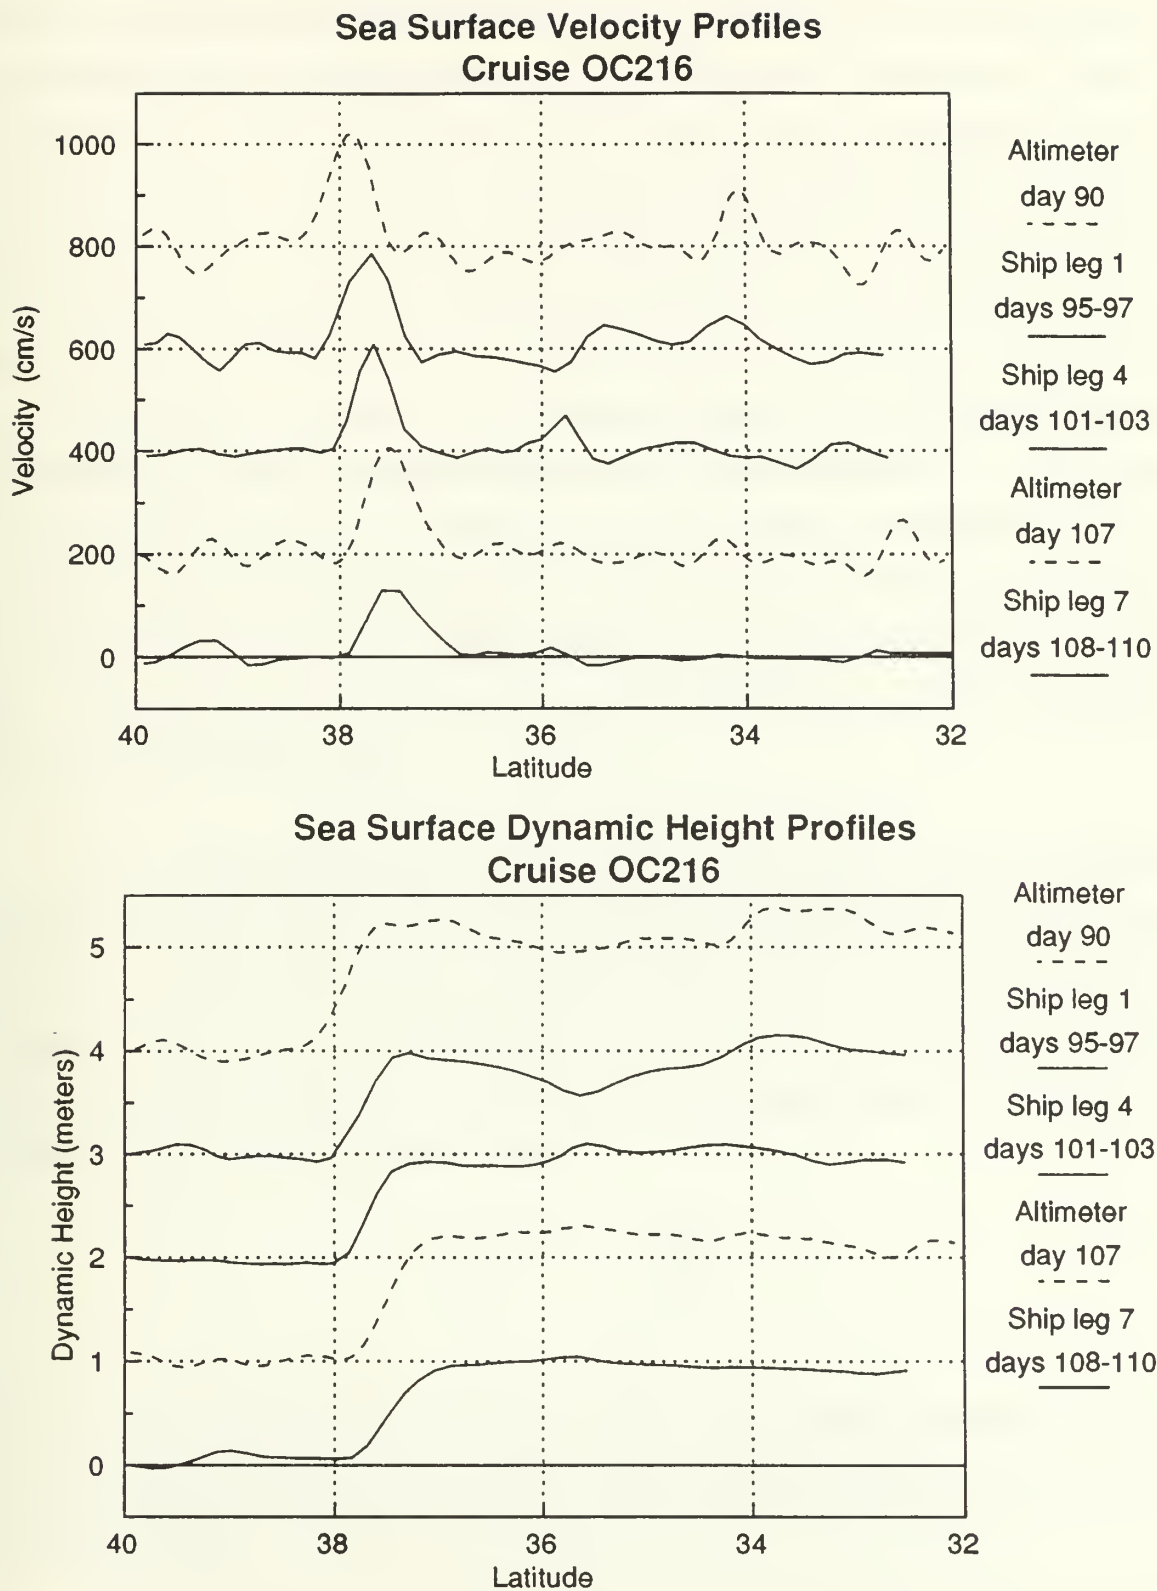 Sea Surface Velocity Profiles
Cruise OC216
1000
800
600
400
200
0
Velocity (cm/s)
40
38
36
34
32
Latitude
Altimeter
day 90
Ship leg 1
days 95-97
Ship leg 4
days 101-103
Altimeter
day 107
Ship leg 7
days 108-110
Sea Surface Dynamic Height Profiles
Cruise OC216
5
4
3
2
1
0
Dynamic Height (meters)
40
38
36
34
32
Latitude
Altimeter
day 90
Ship leg 1
days 95-97
Ship leg 4
days 101-103
Altimeter
day 107
Ship leg 7
days 108-110